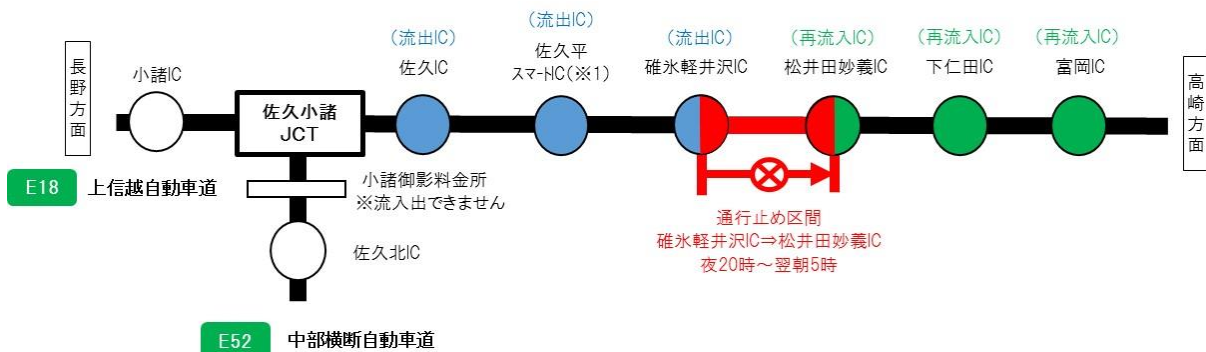 長野方面
小諸IC
佐久小諸
JCT
(流出IC)
佐久IC
(流出IC)
佐久平
スマートIC(※1)
(流出IC)
碓氷軽井沢IC
(再流入IC)
松井田妙義IC
(再流入IC)
下仁田IC
(再流入IC)
富岡IC
高崎方面
E18 上信越自動車道
小諸御影料金所
※流入出できません
佐久北IC
通行止め区間
碓氷軽井沢IC⇒松井田妙義IC
夜20時～翌朝5時
E52 中部横断自動車道